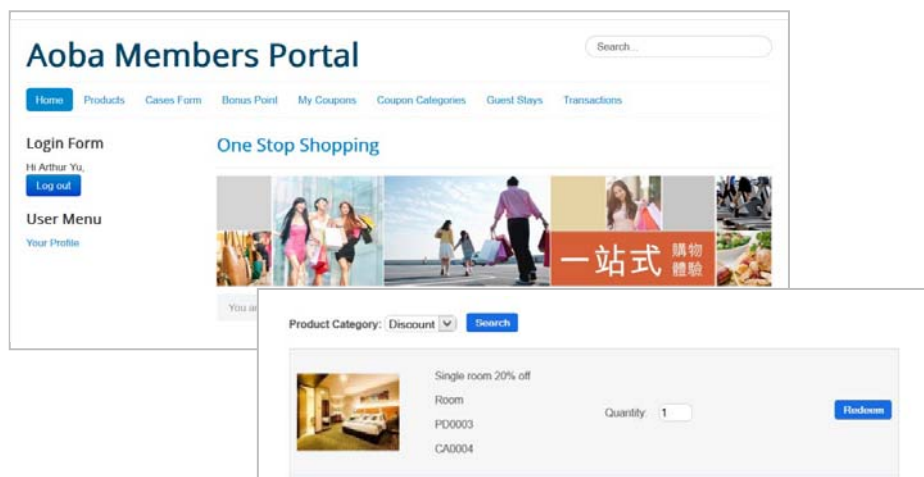 Aoba Members Portal
Search...
Home Products Cases Form Bonus Point My Coupons Coupon Categories Guest Stays Transactions
Login Form
Hi Arthur Yu,
Log out
User Menu
Your Profile
One Stop Shopping
一站式 購物
體驗
You
Product Category: Discount Search
Single room 20% off
Room
PD0003
CA0004
Quantity: 1
Redeem